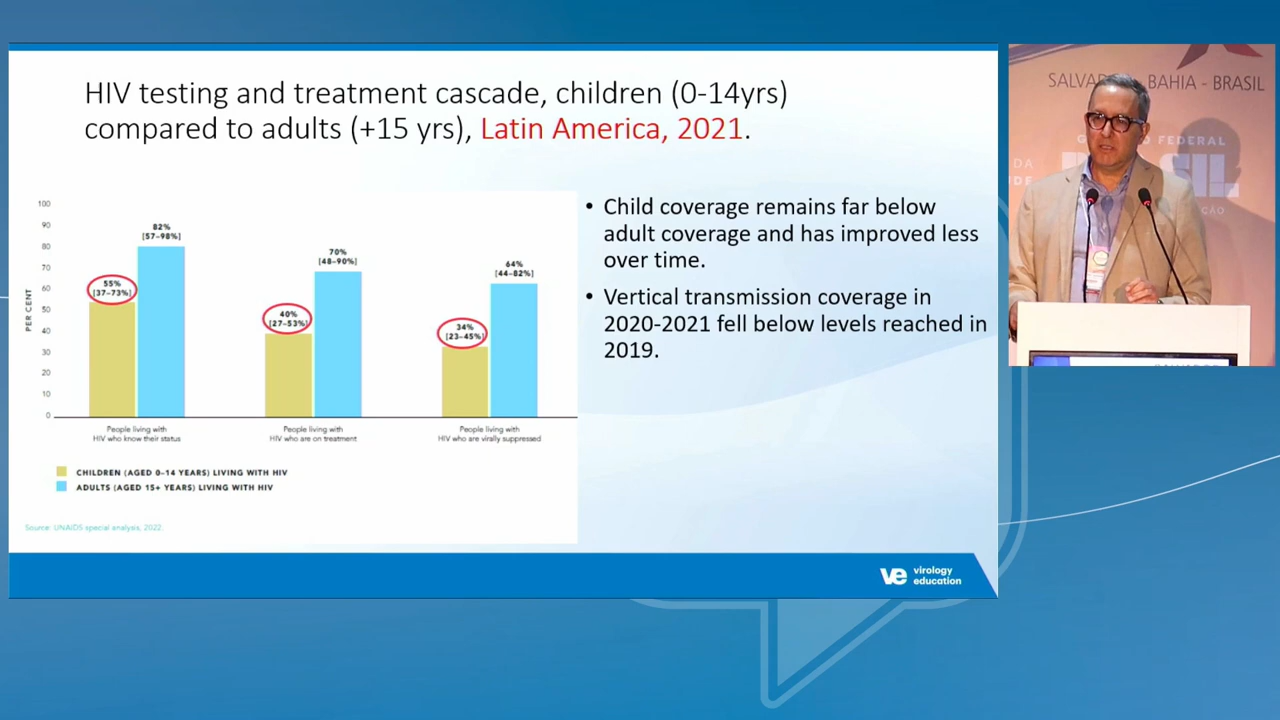 HIV testing and treatment cascade, children (0-14yrs)
compared to adults (+15 yrs), Latin America, 2021.
100
90
80
70
60
50
40
30
20
10
0
PER CENT
55%
[37–73%]
82%
[57–98%]
40%
[27–53%]
70%
[48–90%]
34%
[23–45%]
64%
[44–82%]
People living with
HIV who know their status
People living with
HIV who are on treatment
People living with
HIV who are virally suppressed
CHILDREN (AGED 0–14 YEARS) LIVING WITH HIV
ADULTS (AGED 15+ YEARS) LIVING WITH HIV
Source: UNAIDS special analysis, 2022.
• Child coverage remains far below
adult coverage and has improved less
over time.
• Vertical transmission coverage in
2020-2021 fell below levels reached in
2019.
ve virology
education
BAHIA - BRASIL
FEDERAL